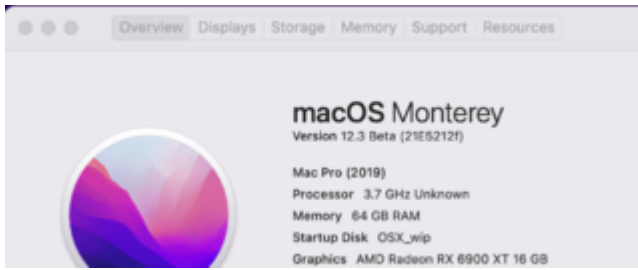 Overview Displays Storage Memory Support Resources
macOS Monterey
Version 12.3 Beta (21E5212f)
Mac Pro (2019)
Processor 3.7 GHz Unknown
Memory 64 GB RAM
Startup Disk OSX_wip
Graphics AMD Radeon RX 6900 XT 16 GB